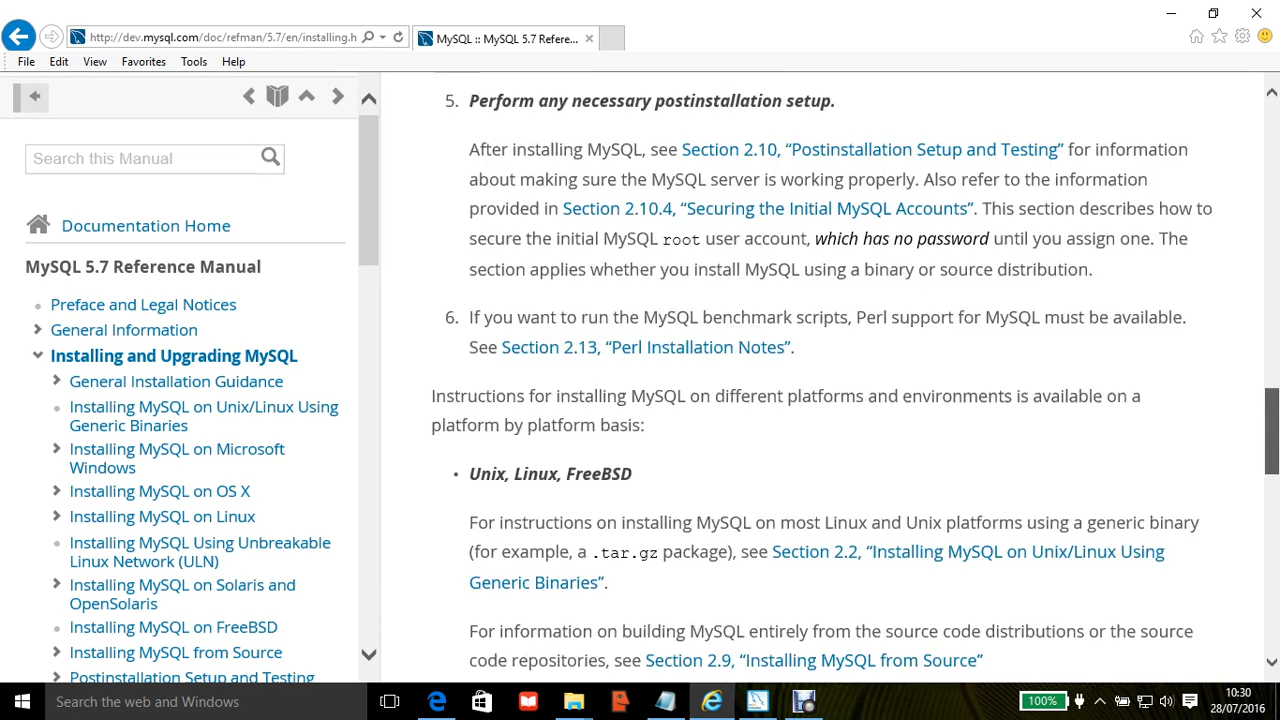 http://dev.mysql.com/doc/refman/5.7/en/installing.h
MySQL :: MySQL 5.7 Refere...
File Edit View Favorites Tools Help
Search this Manual
Documentation Home
MySQL 5.7 Reference Manual
Preface and Legal Notices
General Information
Installing and Upgrading MySQL
General Installation Guidance
Installing MySQL on Unix/Linux Using
Generic Binaries
Installing MySQL on Microsoft
Windows
Installing MySQL on OS X
Installing MySQL on Linux
Installing MySQL Using Unbreakable
Linux Network (ULN)
Installing MySQL on Solaris and
OpenSolaris
Installing MySQL on FreeBSD
Installing MySQL from Source
Postinstallation Setup and Testing
5. Perform any necessary postinstallation setup.
After installing MySQL, see Section 2.10, “Postinstallation Setup and Testing” for information
about making sure the MySQL server is working properly. Also refer to the information
provided in Section 2.10.4, “Securing the Initial MySQL Accounts”. This section describes how to
secure the initial MySQL root user account, which has no password until you assign one. The
section applies whether you install MySQL using a binary or source distribution.
6. If you want to run the MySQL benchmark scripts, Perl support for MySQL must be available.
See Section 2.13, “Perl Installation Notes”.
Instructions for installing MySQL on different platforms and environments is available on a
platform by platform basis:
• Unix, Linux, FreeBSD
For instructions on installing MySQL on most Linux and Unix platforms using a generic binary
(for example, a .tar.gz package), see Section 2.2, “Installing MySQL on Unix/Linux Using
Generic Binaries”.
For information on building MySQL entirely from the source code distributions or the source
code repositories, see Section 2.9, “Installing MySQL from Source”
Search the web and Windows
100%
10:30
28/07/2016